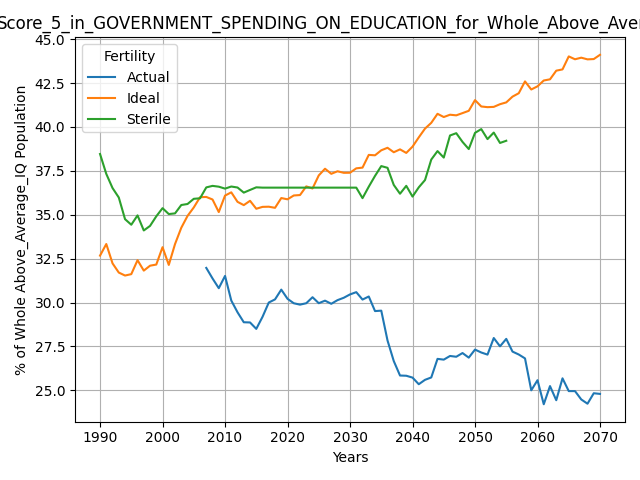 Score_5_in_GOVERNMENT_SPENDING_ON_EDUCATION_for_Whole_Above_Aver
45.0
42.5
40.0
37.5
35.0
32.5
30.0
27.5
25.0
% of Whole Above_Average_IQ Population
Fertility
Actual
Ideal
Sterile
1990 2000 2010 2020 2030 2040 2050 2060 2070
Years